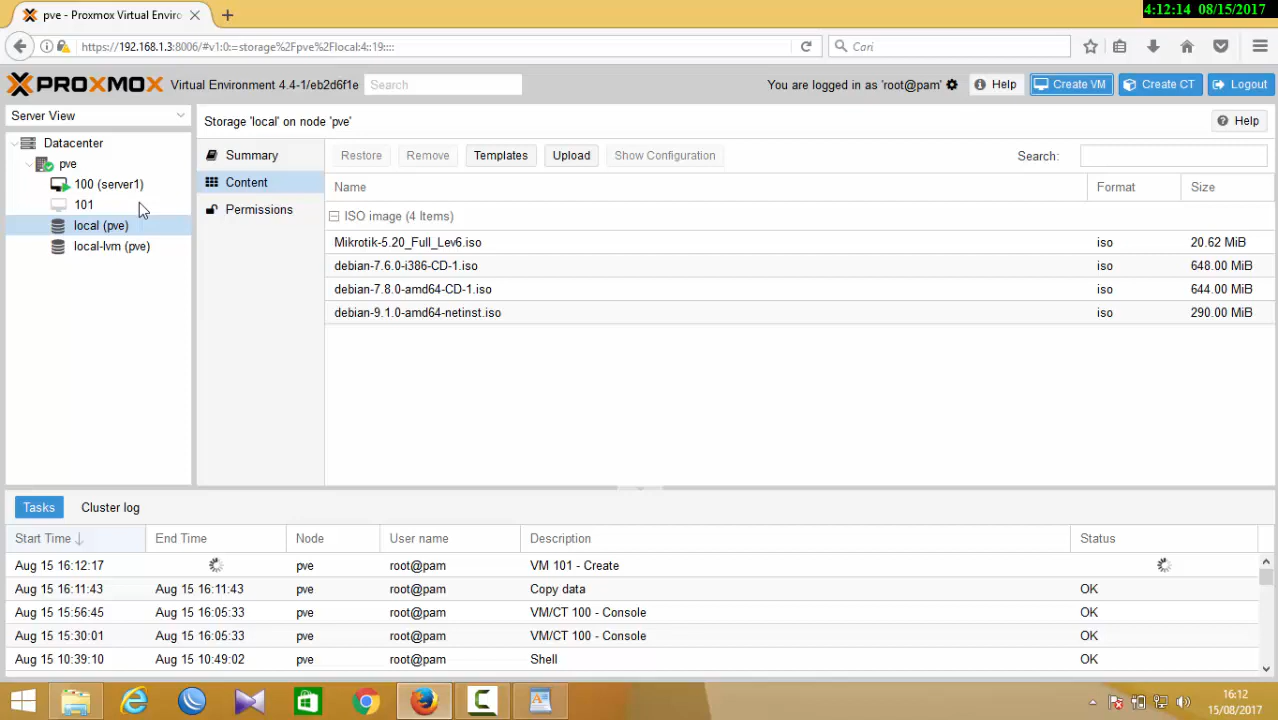 pve - Proxmox Virtual Enviro
4:12:14 08/15/2017
https://192.168.1.3:8006/#v1:0:=storage%2Fpve%2Flocal:4::19::::
Cari
PROXMOX Virtual Environment 4.4-1/eb2d6f1e Search You are logged in as 'root@pam' Help Create VM Create CT Logout
Server View
Storage 'local' on node 'pve' Help
Datacenter
pve
100 (server1)
101
local (pve)
local-lvm (pve)
Summary
Content
Permissions
Restore Remove Templates Upload Show Configuration Search:
Name Format Size
ISO image (4 Items)
Mikrotik-5.20_Full_Lev6.iso iso 20.62 MiB
debian-7.6.0-i386-CD-1.iso iso 648.00 MiB
debian-7.8.0-amd64-CD-1.iso iso 644.00 MiB
debian-9.1.0-amd64-netinst.iso iso 290.00 MiB
Tasks Cluster log
Start Time End Time Node User name Description Status
Aug 15 16:12:17 pve root@pam VM 101 - Create
Aug 15 16:11:43 Aug 15 16:11:43 pve root@pam Copy data OK
Aug 15 15:56:45 Aug 15 16:05:33 pve root@pam VM/CT 100 - Console OK
Aug 15 15:30:01 Aug 15 16:05:33 pve root@pam VM/CT 100 - Console OK
Aug 15 10:39:10 Aug 15 10:49:02 pve root@pam Shell OK
16:12
15/08/2017